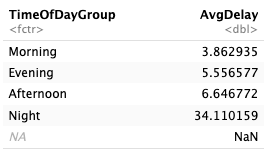 TimeOfDayGroup AvgDelay
<fctr> <dbl>
Morning 3.862935
Evening 5.556577
Afternoon 6.646772
Night 34.110159
NA NaN